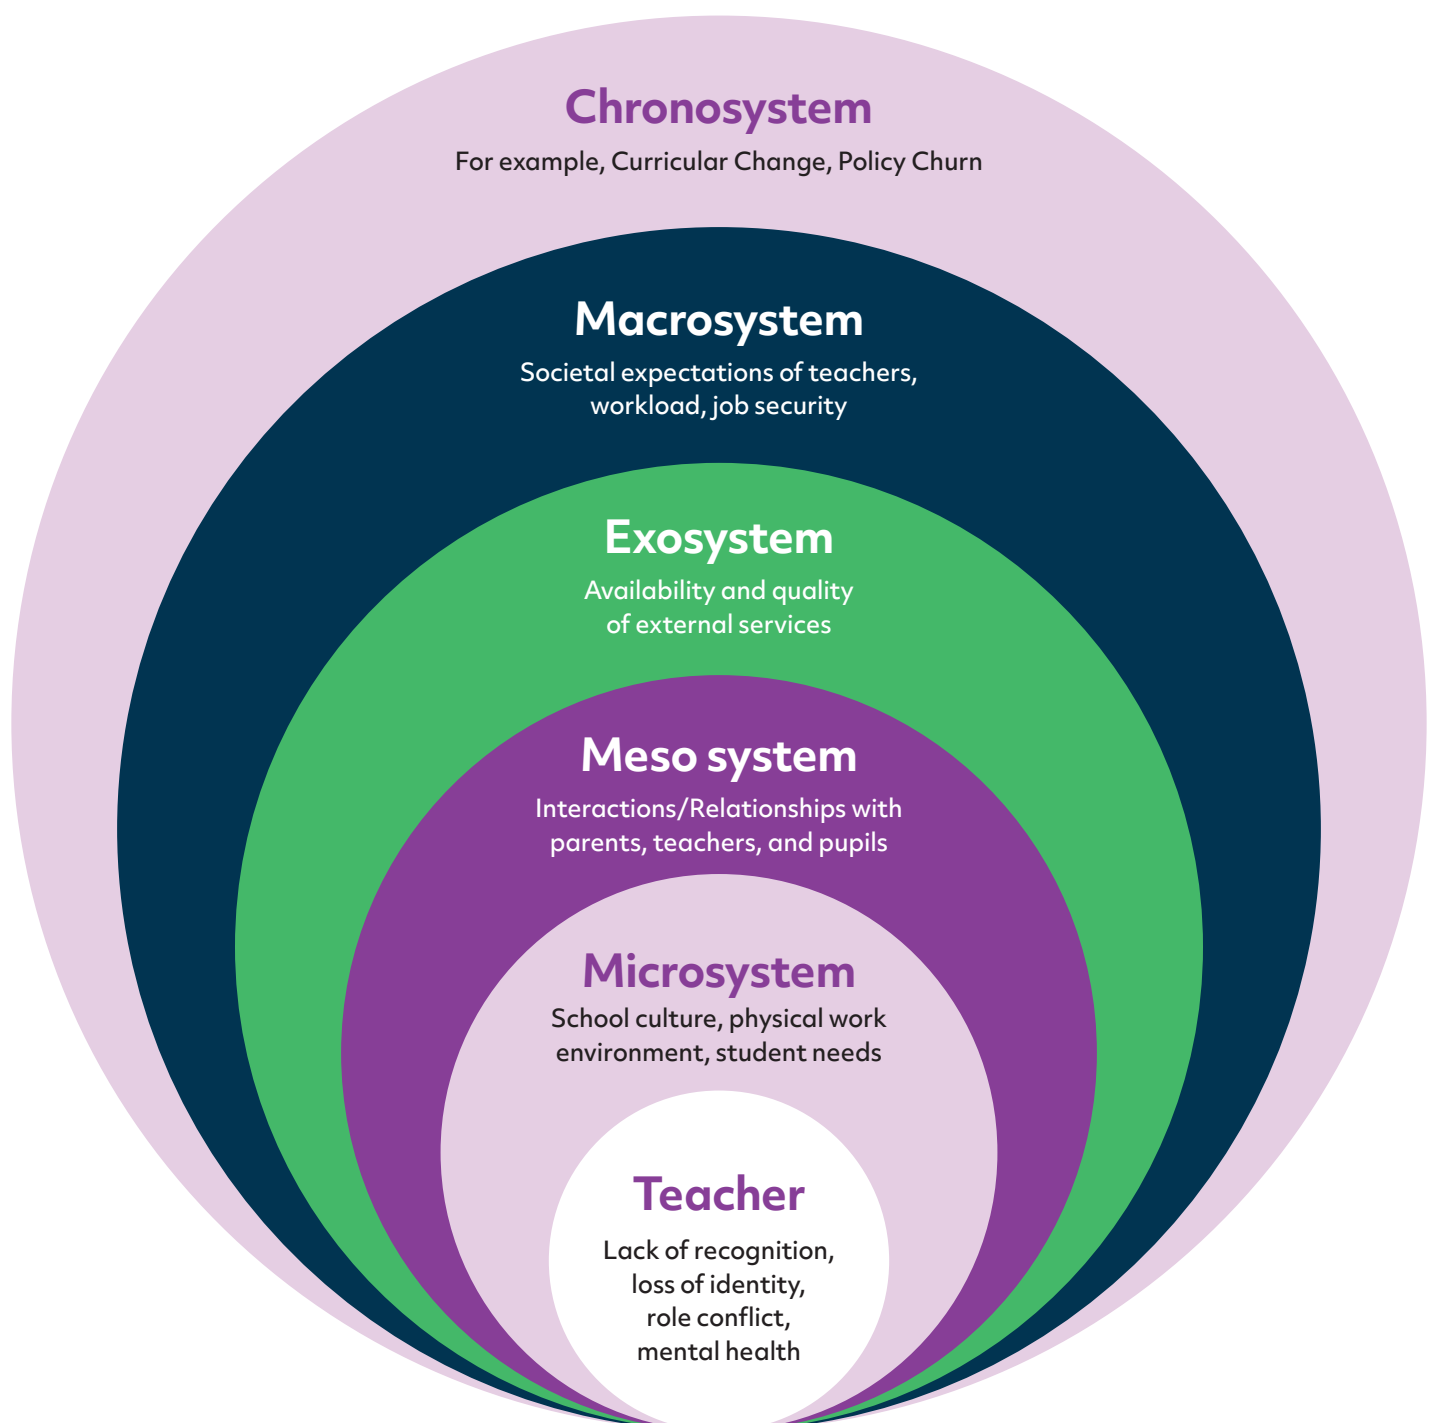 Chronosystem
For example, Curricular Change, Policy Churn
Macrosystem
Societal expectations of teachers,
workload, job security
Exosystem
Availability and quality
of external services
Meso system
Interactions/Relationships with
parents, teachers, and pupils
Microsystem
School culture, physical work
environment, student needs
Teacher
Lack of recognition,
loss of identity,
role conflict,
mental health